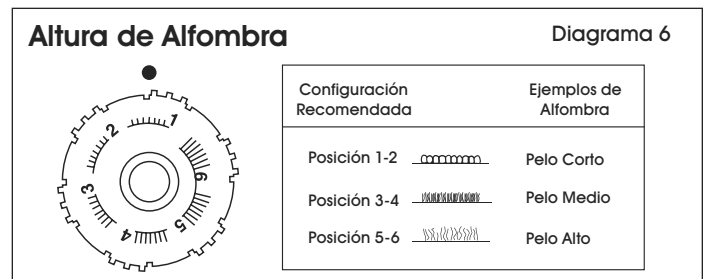 Altura de Alfombra
Diagrama 6
1
2
3
4
5
6
Configuración
Recomendada
Ejemplos de
Alfombra
Posición 1-2 Pelo Corto
Posición 3-4 Pelo Medio
Posición 5-6 Pelo Alto